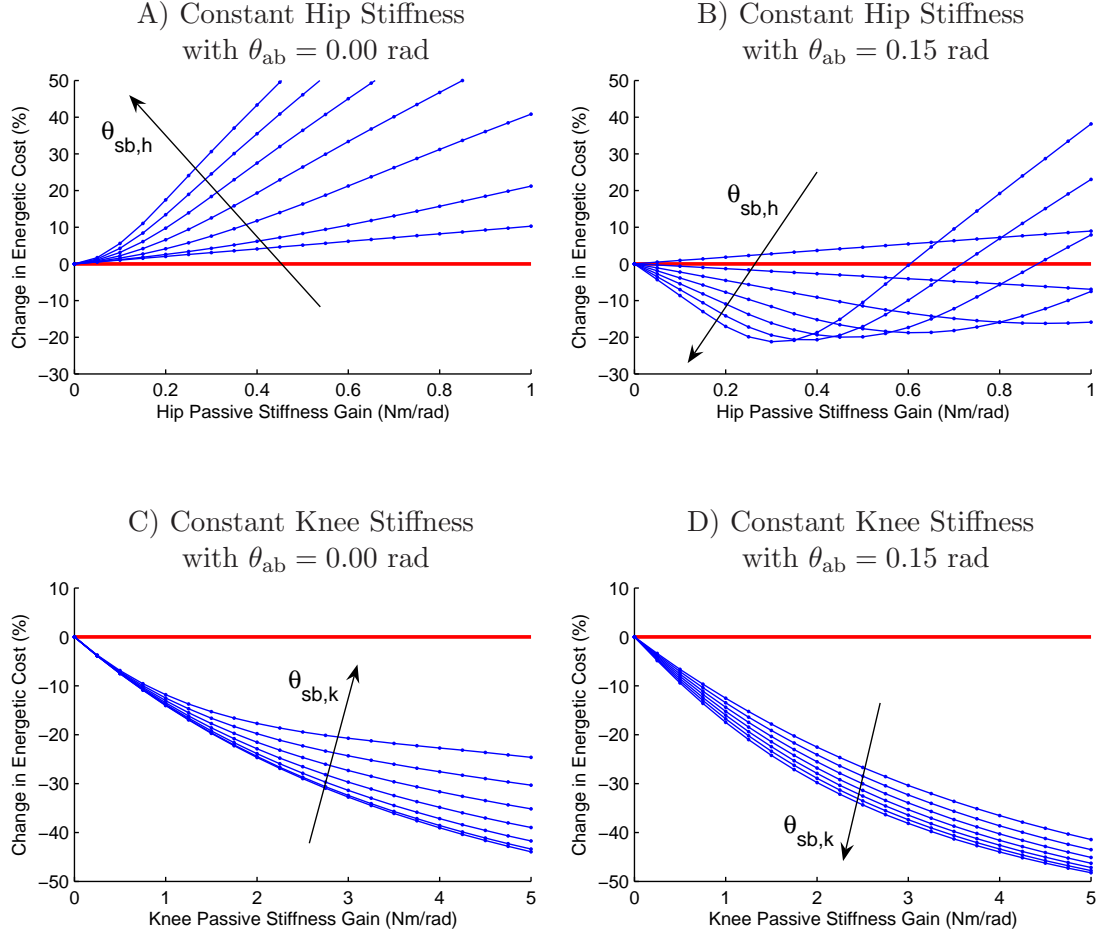 A) Constant Hip Stiffness
with θab = 0.00 rad
50
40
30
20
10
0
−10
−20
−30
Change in Energetic Cost (%)
θsb,h
0 0.2 0.4 0.6 0.8 1
Hip Passive Stiffness Gain (Nm/rad)
B) Constant Hip Stiffness
with θab = 0.15 rad
50
40
30
20
10
0
−10
−20
−30
Change in Energetic Cost (%)
θsb,h
0 0.2 0.4 0.6 0.8 1
Hip Passive Stiffness Gain (Nm/rad)
C) Constant Knee Stiffness
with θab = 0.00 rad
10
0
−10
−20
−30
−40
−50
Change in Energetic Cost (%)
θsb,k
0 1 2 3 4 5
Knee Passive Stiffness Gain (Nm/rad)
D) Constant Knee Stiffness
with θab = 0.15 rad
10
0
−10
−20
−30
−40
−50
Change in Energetic Cost (%)
θsb,k
0 1 2 3 4 5
Knee Passive Stiffness Gain (Nm/rad)